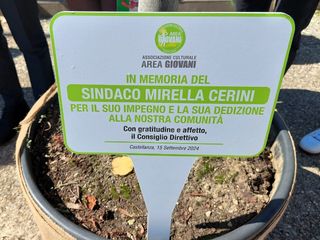 AREA
GIOVANI
ASSOCIAZIONE CULTURALE
AREA GIOVANI
IN MEMORIA DEL
SINDACO MIRELLA CERINI
PER IL SUO IMPEGNO E LA SUA DEDIZIONE
ALLA NOSTRA COMUNITÀ
Con gratitudine e affetto,
il Consiglio Direttivo
Castellanza, 15 Settembre 2024